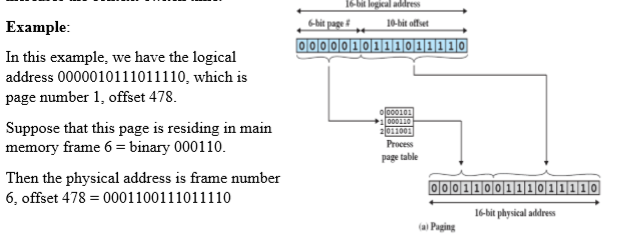 16-bit logical address
Example:
6-bit page # 10-bit offset
0 0 0 0 0 1 0 1 1 1 0 1 1 1 1 0
In this example, we have the logical
address 0000010111011110, which is
page number 1, offset 478.
0 000101
1 000110
2 011001
Process
page table
Suppose that this page is residing in main
memory frame 6 = binary 000110.
Then the physical address is frame number
6, offset 478 = 0001100111011110
0 0 0 1 1 0 0 1 1 1 0 1 1 1 1 0
16-bit physical address
(a) Paging